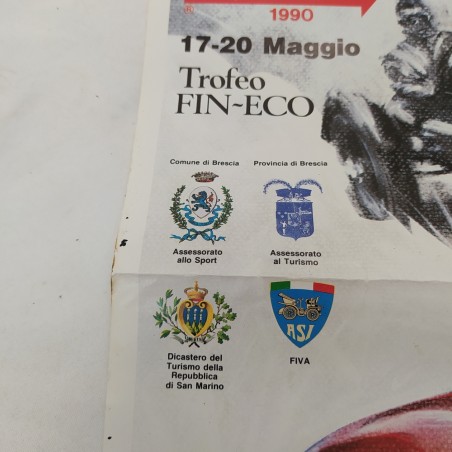 1990
17-20 Maggio
Trofeo
FIN~ECO
Comune di Brescia
Provincia di Brescia
Assessorato
allo Sport
Assessorato
al Turismo
Dicastero del
Turismo della
Repubblica
di San Marino
ASI
FIVA